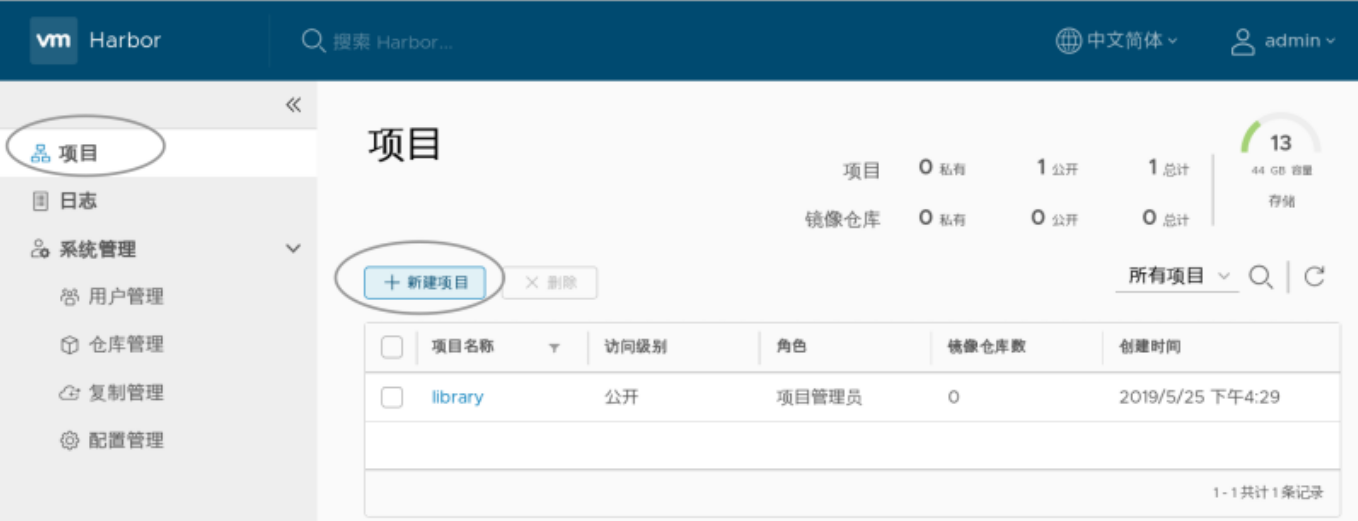 vm Harbor 搜索 Harbor... 中文简体 admin
项目
日志
系统管理
用户管理
仓库管理
复制管理
配置管理
项目
项目 0 私有 1 公开 1 总计
镜像仓库 0 私有 0 公开 0 总计
13
44 GB 容量
存储
+ 新建项目 × 删除 所有项目
项目名称 访问级别 角色 镜像仓库数 创建时间
library 公开 项目管理员 0 2019/5/25 下午4:29
1 - 1 共计 1 条记录